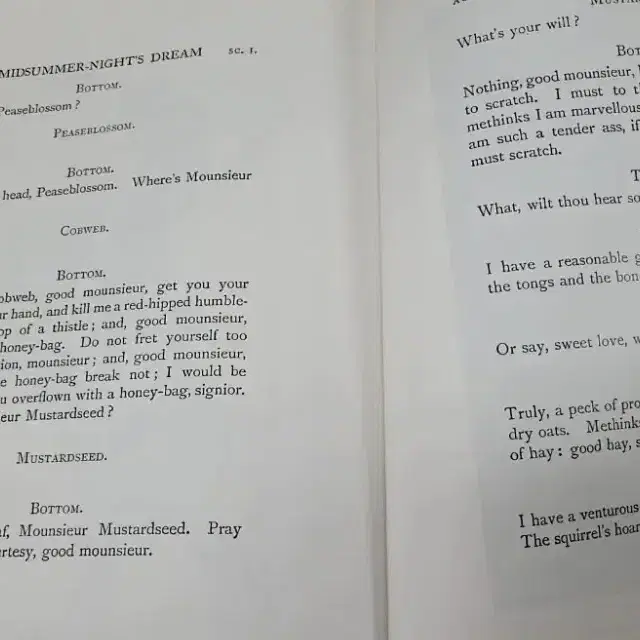 MIDSUMMER-NIGHT'S DREAM SC. I.
BOTTOM.
Peaseblossom?
PEASEBLOSSOM.
BOTTOM.
head, Peaseblossom. Where's Mounsieur
COBWEB.
BOTTOM.
obweb, good mounsieur, get you your
ur hand, and kill me a red-hipped humble-
op of a thistle; and, good mounsieur,
honey-bag. Do not fret yourself too
ion, mounsieur; and, good mounsieur,
e honey-bag break not; I would be
u overflown with a honey-bag, signior.
eur Mustardseed?
MUSTARDSEED.
BOTTOM.
af, Mounsieur Mustardseed. Pray
rtesy, good mounsieur.
What's your will?
BOT
Nothing, good mounsieur,
to scratch. I must to
methinks I am marvellous
am such a tender ass, if
must scratch.
T
What, wilt thou hear so
I have a reasonable g
the tongs and the bon
Or say, sweet love, w
Truly, a peck of pro
dry oats. Methink
of hay: good hay, s
I have a venturous
The squirrel's hoar